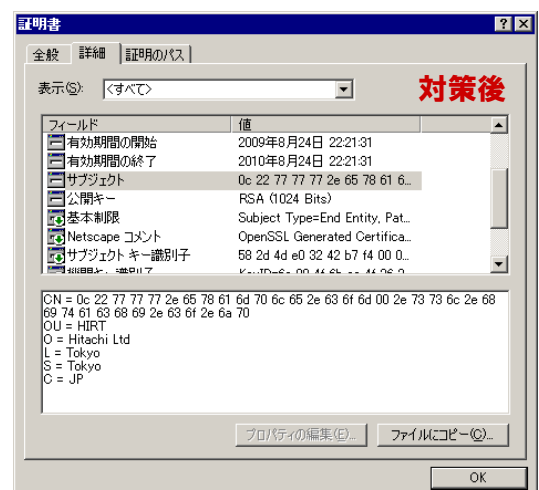 証明書
全般 詳細 証明のパス
表示(S): <すべて>
対策後
フィールド 値
有効期間の開始 2009年8月24日 22:21:31
有効期間の終了 2010年8月24日 22:21:31
サブジェクト 0c 22 77 77 77 2e 65 78 61 6...
公開キー RSA (1024 Bits)
基本制限 Subject Type=End Entity, Pat...
Netscape コメント OpenSSL Generated Certifica...
サブジェクト キー識別子 58 2d 4d e0 32 42 b7 f4 00 0...
CN = 0c 22 77 77 77 2e 65 78 61 6d 70 6c 65 2e 63 6f 6d 00 2e 73 73 6c 2e 68
69 74 61 63 68 69 2e 63 6f 2e 6a 70
OU = HIRT
O = Hitachi Ltd
L = Tokyo
S = Tokyo
C = JP
プロパティの編集(E)... ファイルにコピー(C)...
OK